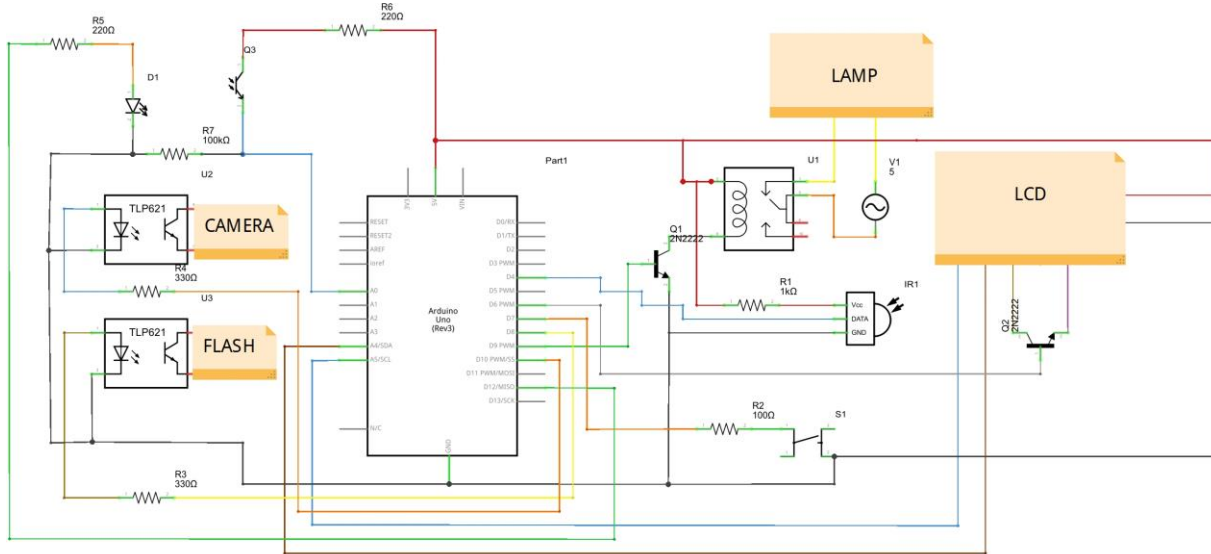 R5
220Ω
R6
220Ω
Q3
D1
R7
100kΩ
U2
TLP621
CAMERA
R4
330Ω
U3
TLP621
FLASH
R3
330Ω
Part1
3V3
5V
VIN
RESET
RESET2
AREF
ioref
A0
A1
A2
A3
A4/SDA
A5/SCL
N/C
GND
Arduino
Uno
(Rev3)
D0/RX
D1/TX
D2
D3 PWM
D4
D5 PWM
D6 PWM
D7
D8
D9 PWM
D10 PWM/SS
D11 PWM/MOSI
D12/MISO
D13/SCK
LAMP
U1
V1
5
Q1
2N2222
R1
1kΩ
IR1
Vcc
DATA
GND
LCD
Q2
2N2222
R2
100Ω
S1